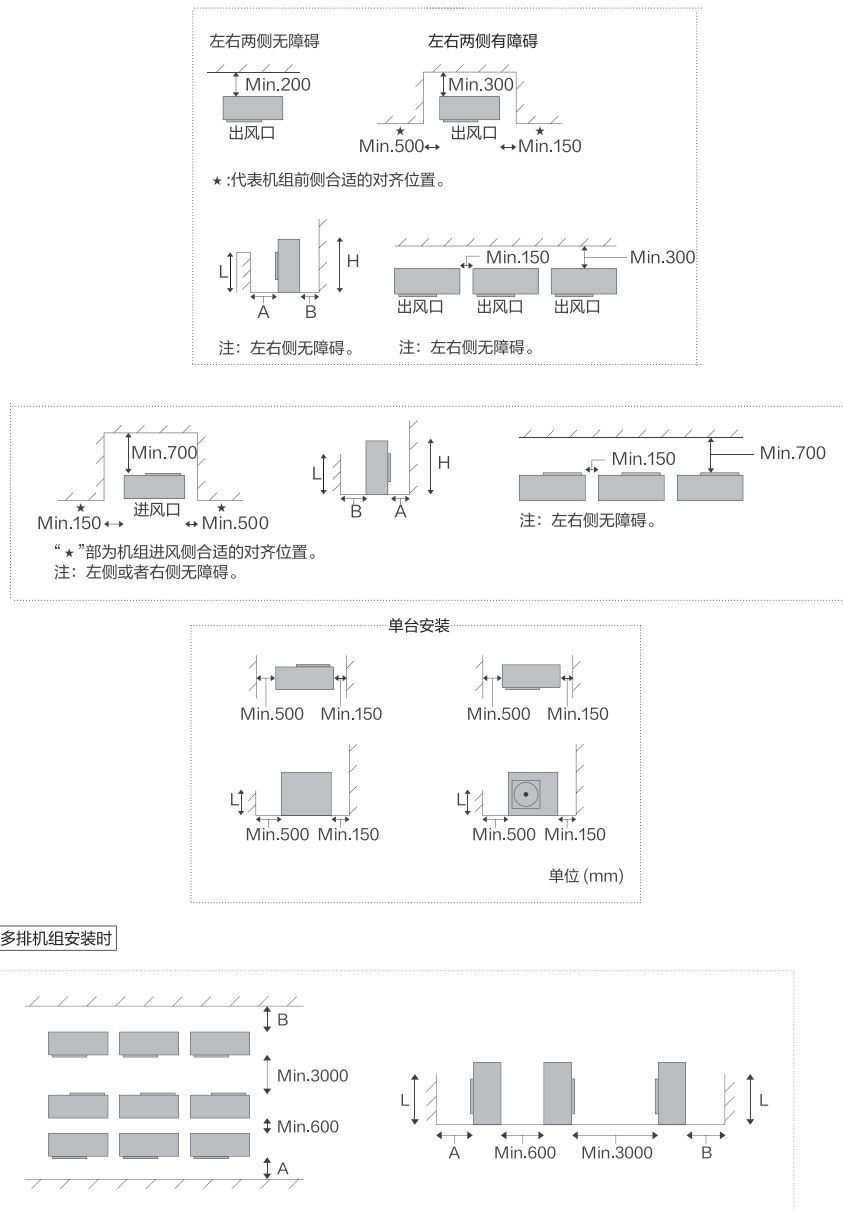 左右两侧无障碍
左右两侧有障碍
Min.200
出风口
Min.300
★
出风口
★
Min.500
Min.150
★:代表机组前侧合适的对齐位置。
L
A
B
H
Min.150
Min.300
出风口
出风口
出风口
注：左右侧无障碍。
注：左右侧无障碍。
Min.700
★
进风口
★
Min.150
Min.500
“★”部为机组进风侧合适的对齐位置。
注：左侧或者右侧无障碍。
L
B
A
H
Min.150
Min.700
注：左右侧无障碍。
单台安装
Min.500
Min.150
Min.500
Min.150
L
Min.500
Min.150
L
Min.500
Min.150
单位 (mm)
多排机组安装时
B
Min.3000
Min.600
A
L
A
Min.600
Min.3000
B
L